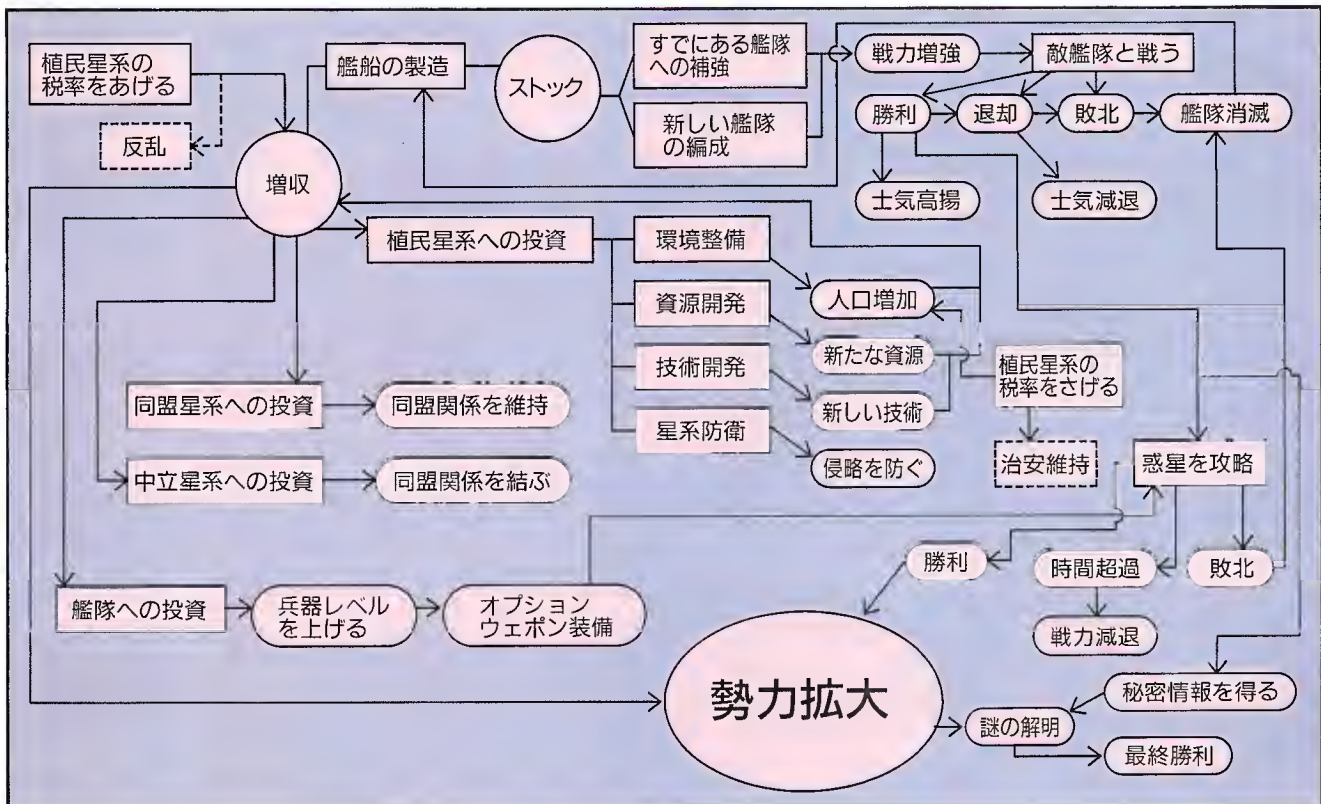 植民星系の
税率をあげる
反乱
増収
艦船の製造
ストック
すでにある艦隊
への補強
新しい艦隊
の編成
戦力増強
敵艦隊と戦う
勝利
退却
敗北
艦隊消滅
士気高揚
士気減退
植民星系への投資
環境整備
資源開発
技術開発
星系防衛
人口増加
新たな資源
新しい技術
侵略を防ぐ
植民星系の
税率をさげる
治安維持
惑星を攻略
同盟星系への投資
同盟関係を維持
中立星系への投資
同盟関係を結ぶ
勝利
時間超過
敗北
戦力減退
艦隊への投資
兵器レベル
を上げる
オプション
ウェポン装備
勢力拡大
秘密情報を得る
謎の解明
最終勝利